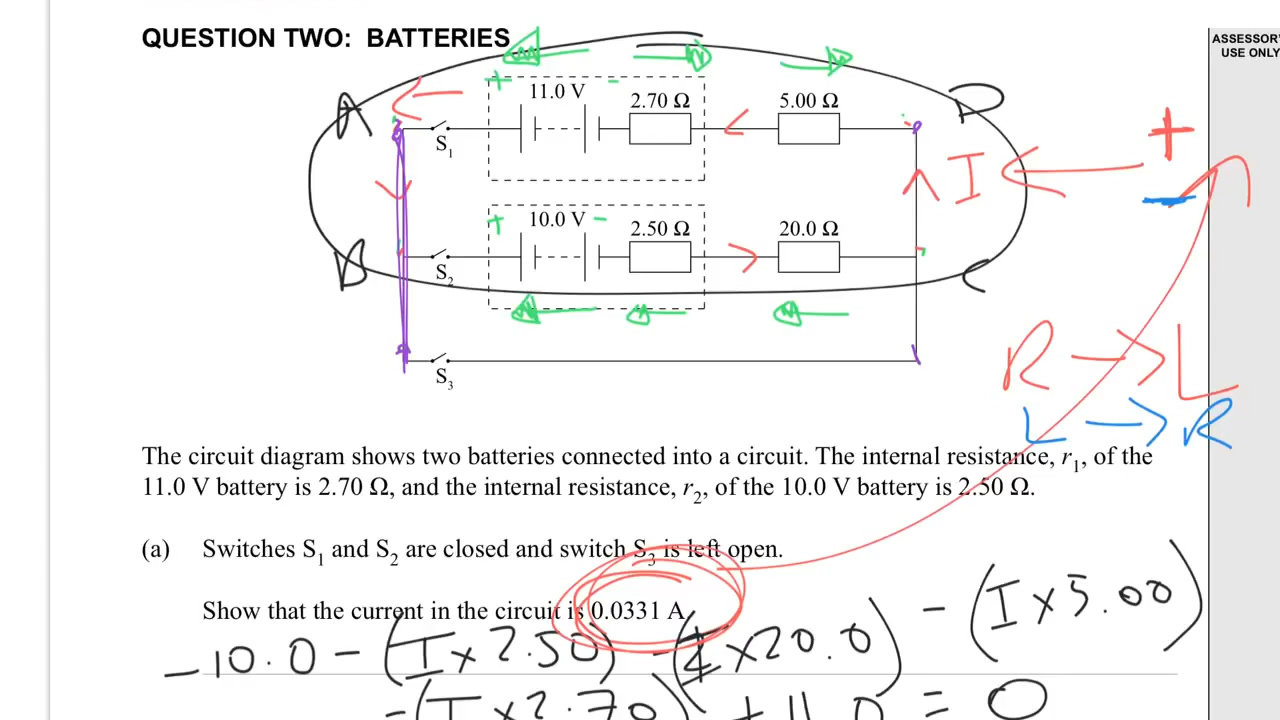 QUESTION TWO: BATTERIES
ASSESSOR'
USE ONLY
A
D
+
-
11.0 V
2.70 Ω
5.00 Ω
S1
I
+
-
+
-
10.0 V
2.50 Ω
20.0 Ω
B
S2
C
S3
R → L
L → R
The circuit diagram shows two batteries connected into a circuit. The internal resistance, r1, of the
11.0 V battery is 2.70 Ω, and the internal resistance, r2, of the 10.0 V battery is 2.50 Ω.
(a) Switches S1 and S2 are closed and switch S3 is left open.
Show that the current in the circuit is 0.0331 A.
-10.0 - (I × 2.50) - (I × 20.0) - (I × 5.00)
-(I × 2.70) + 11.0 = 0